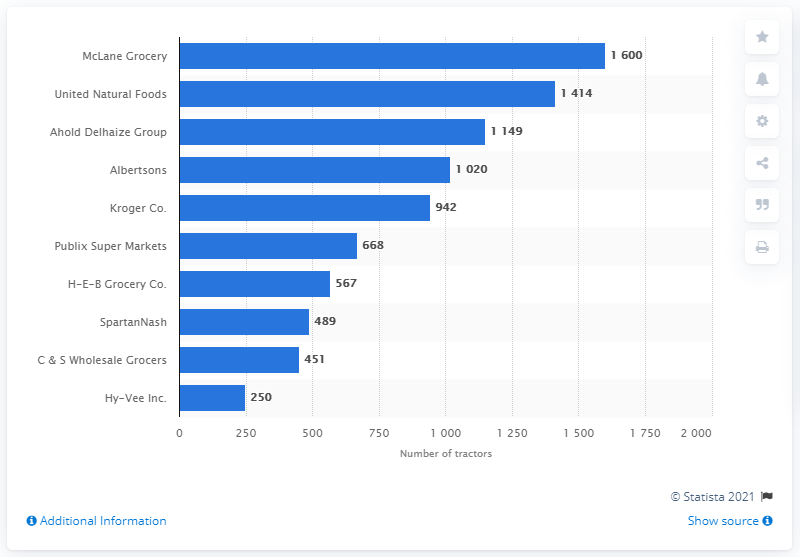 McLane Grocery 1 600
United Natural Foods 1 414
Ahold Delhaize Group 1 149
Albertsons 1 020
Kroger Co. 942
Publix Super Markets 668
H-E-B Grocery Co. 567
SpartanNash 489
C & S Wholesale Grocers 451
Hy-Vee Inc. 250
0 250 500 750 1 000 1 250 1 500 1 750 2 000
Number of tractors
© Statista 2021
Additional Information Show source